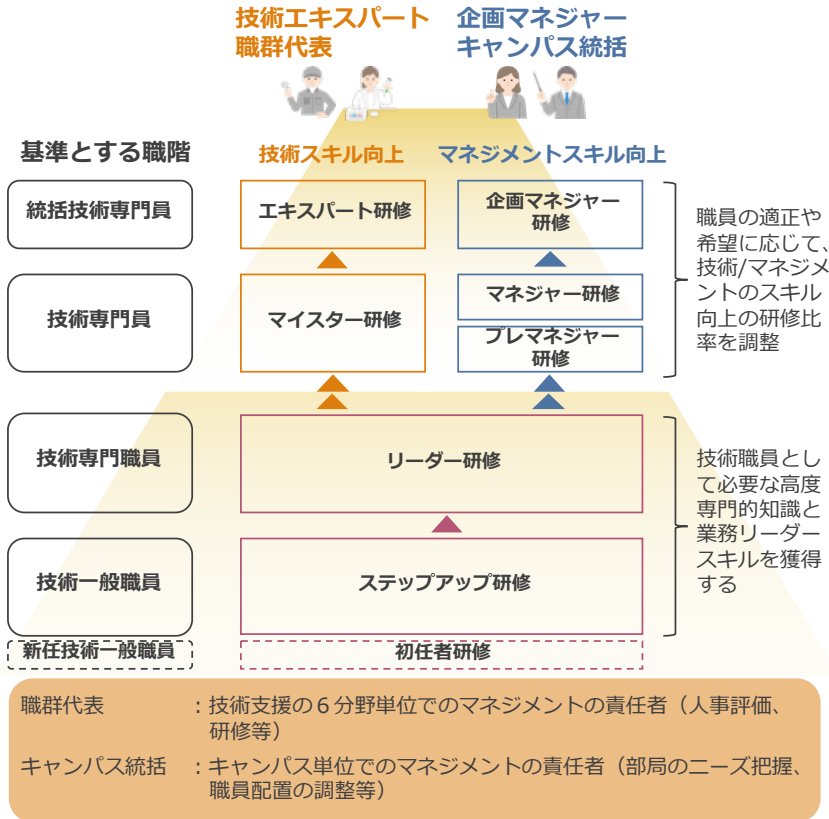 技術エキスパート
職群代表
企画マネジャー
キャンパス統括
基準とする職階
技術スキル向上
マネジメントスキル向上
統括技術専門員
エキスパート研修
企画マネジャー
研修
技術専門員
マイスター研修
マネジャー研修
プレマネジャー
研修
職員の適正や
希望に応じて、
技術/マネジメ
ントのスキル
向上の研修比
率を調整
技術専門職員
リーダー研修
技術一般職員
ステップアップ研修
技術職員とし
て必要な高度
専門的知識と
業務リーダー
スキルを獲得
する
新任技術一般職員
初任者研修
職群代表　　　：技術支援の６分野単位でのマネジメントの責任者（人事評価、
研修等）
キャンパス統括　：キャンパス単位でのマネジメントの責任者（部局のニーズ把握、
職員配置の調整等）